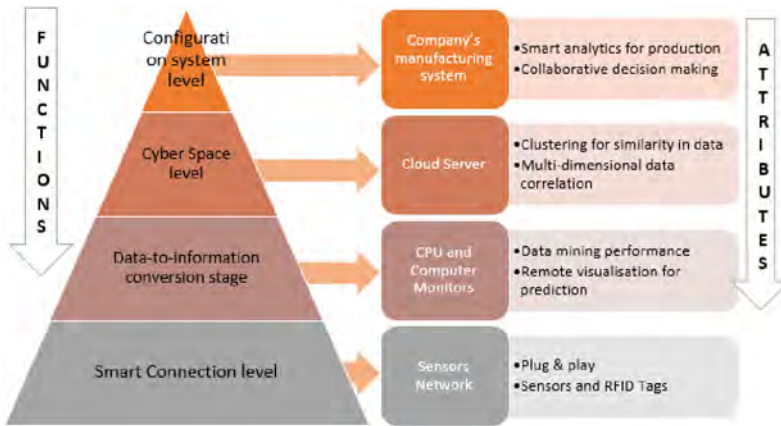 FUNCTIONS
Configurati
on system
level
Company's
manufacturing
system
•Smart analytics for production
•Collaborative decision making
ATTRIBUTES
Cyber Space
level
Cloud Server
•Clustering for similarity in data
•Multi-dimensional data
correlation
Data-to-information
conversion stage
CPU and
Computer
Monitors
•Data mining performance
•Remote visualisation for
prediction
Smart Connection level
Sensors
Network
•Plug & play
•Sensors and RFID Tags